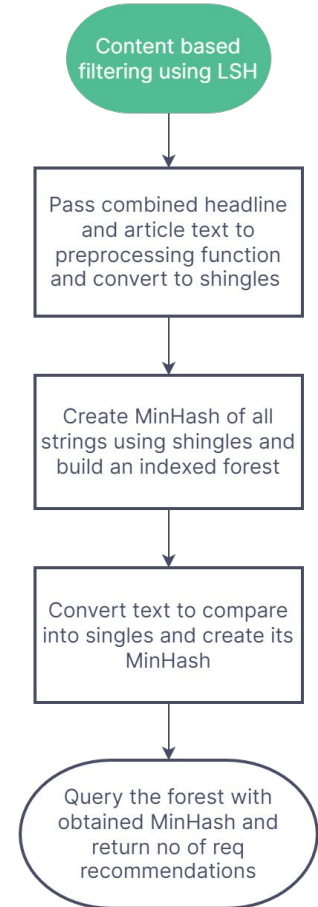 Content based
filtering using LSH
Pass combined headline
and article text to
preprocessing function
and convert to shingles
Create MinHash of all
strings using shingles and
build an indexed forest
Convert text to compare
into singles and create its
MinHash
Query the forest with
obtained MinHash and
return no of req
recommendations